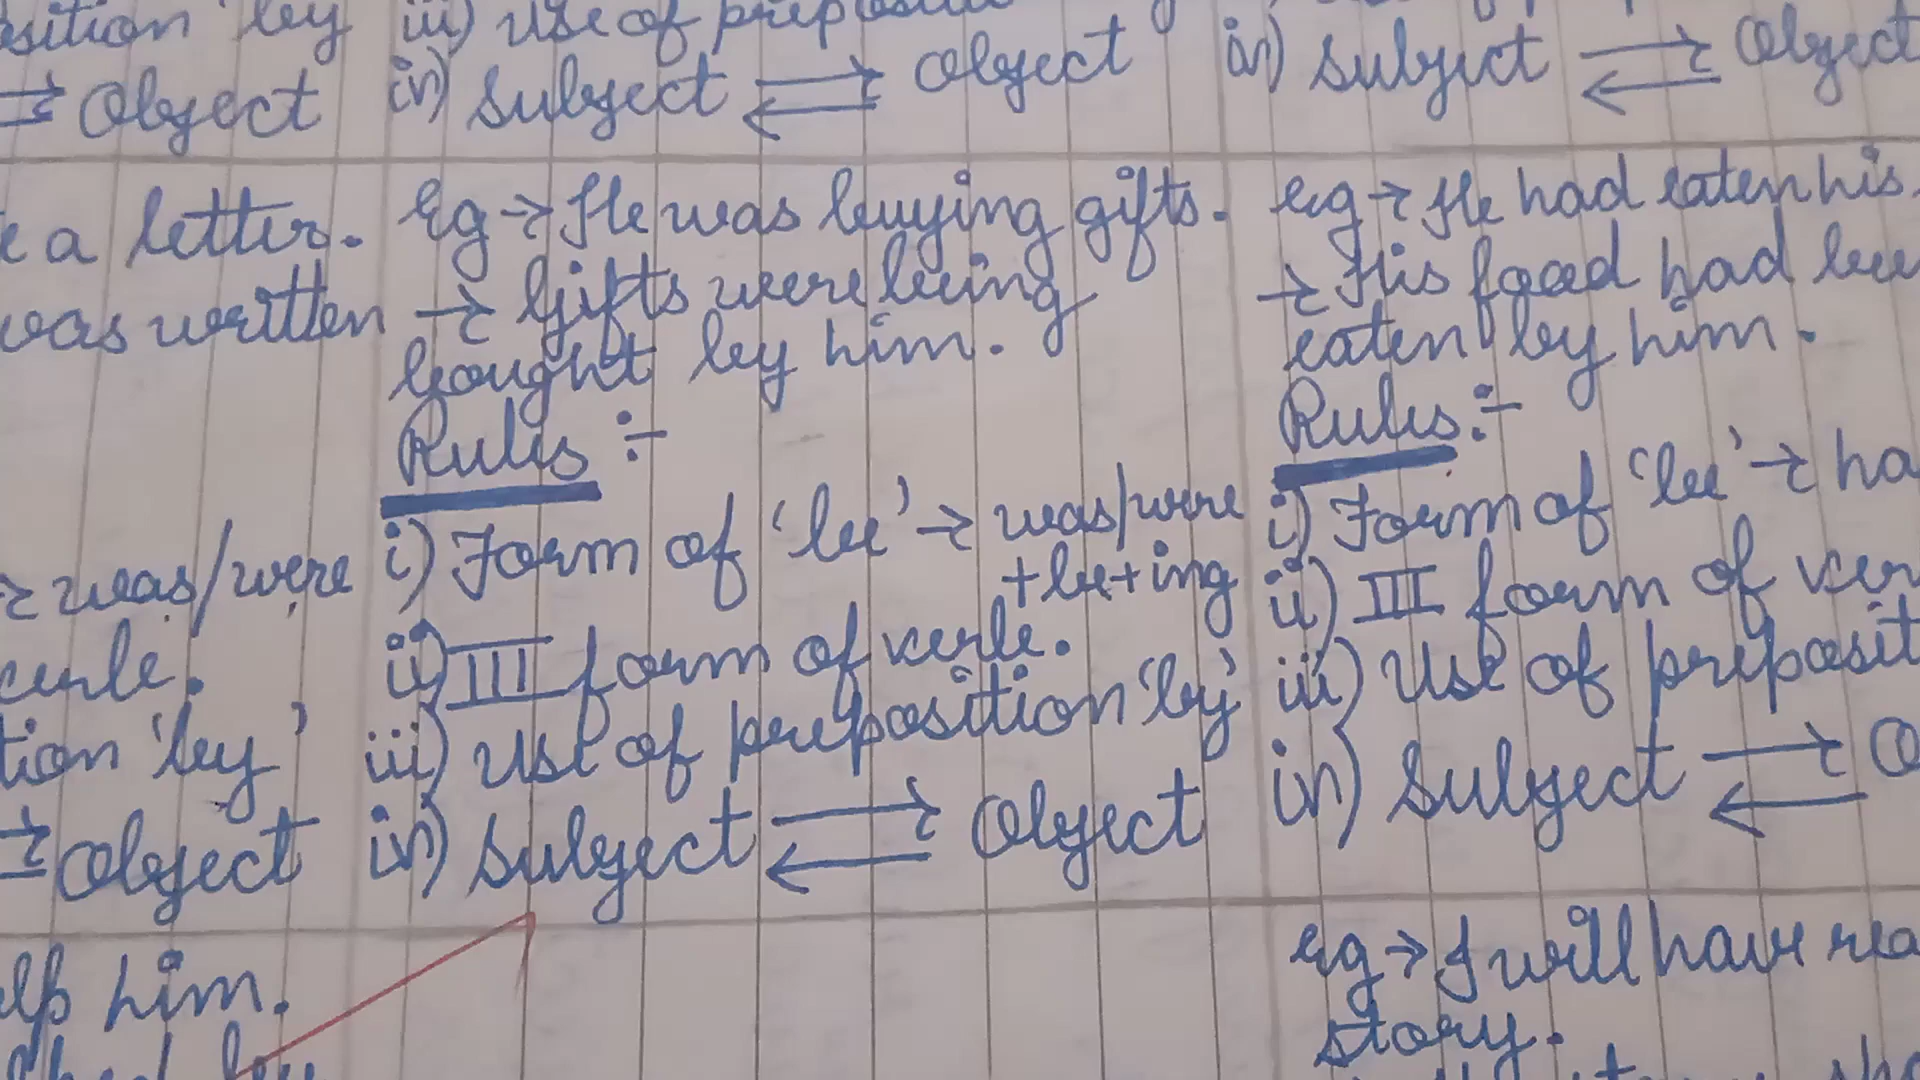 sition 'by
⇄ Object
iii) Use of preposition
iv) Subject ⇄ Object
iv) Subject ⇄ Object
a letter.
was written
was/were
verb.
tion 'by'
⇄ Object
him.
Eg → He was buying gifts.
→ Gifts were being
bought by him.
Rules :-
i) Form of 'be' → was/were
+be+ing
ii) III form of verb.
iii) Use of preposition 'by'
iv) Subject ⇄ Object
eg → He had eaten his
→ His food had bee
eaten by him.
Rules :-
i) Form of 'be' → ha
ii) III form of ver
iii) Use of preposit
iv) Subject ⇄ O
eg → I will have rea
story.